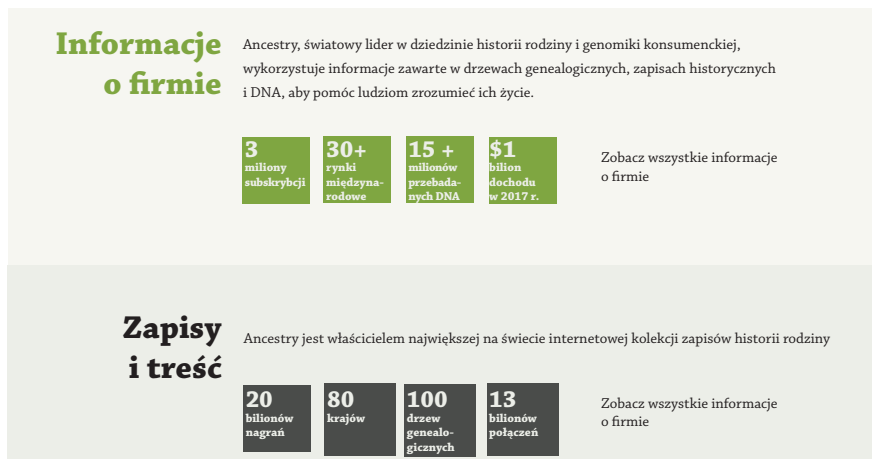 Informacje
o firmie
Ancestry, światowy lider w dziedzinie historii rodziny i genomiki konsumenckiej,
wykorzystuje informacje zawarte w drzewach genealogicznych, zapisach historycznych
i DNA, aby pomóc ludziom zrozumieć ich życie.
3
miliony
subskrybcji
30+
rynki
międzyna-
rodowe
15 +
milionów
przebada-
nych DNA
$1
bilion
dochodu
w 2017 r.
Zobacz wszystkie informacje
o firmie
Zapisy
i treść
Ancestry jest właścicielem największej na świecie internetowej kolekcji zapisów historii rodziny
20
bilionów
nagrań
80
krajów
100
drzew
genealo-
gicznych
13
bilionów
połączeń
Zobacz wszystkie informacje
o firmie